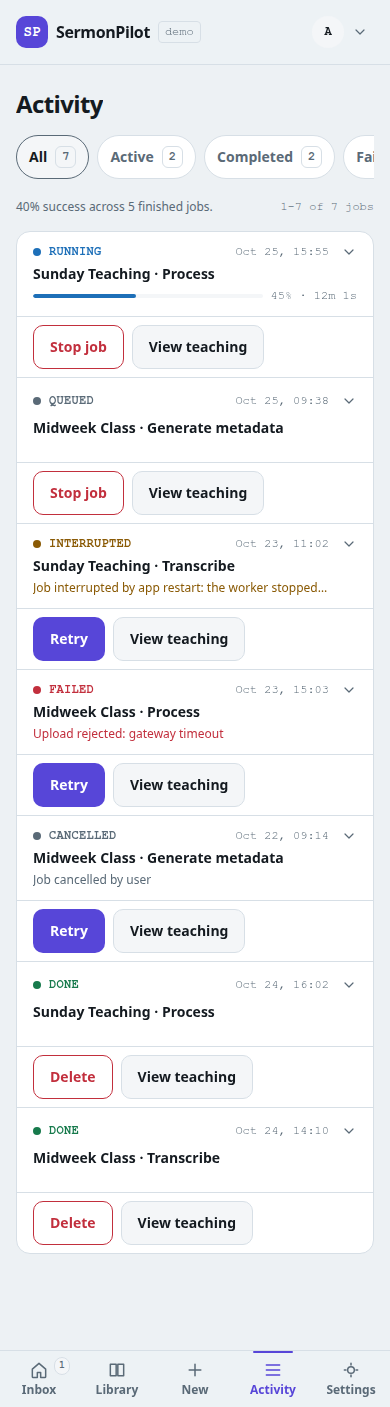 SP SermonPilot demo A
Activity
All 7 Active 2 Completed 2 Fai
40% success across 5 finished jobs. 1-7 of 7 jobs
RUNNING Oct 25, 15:55
Sunday Teaching · Process
45% · 12m 1s
Stop job View teaching
QUEUED Oct 25, 09:38
Midweek Class · Generate metadata
Stop job View teaching
INTERRUPTED Oct 23, 11:02
Sunday Teaching · Transcribe
Job interrupted by app restart: the worker stopped...
Retry View teaching
FAILED Oct 23, 15:03
Midweek Class · Process
Upload rejected: gateway timeout
Retry View teaching
CANCELLED Oct 22, 09:14
Midweek Class · Generate metadata
Job cancelled by user
Retry View teaching
DONE Oct 24, 16:02
Sunday Teaching · Process
Delete View teaching
DONE Oct 24, 14:10
Midweek Class · Transcribe
Delete View teaching
1
Inbox Library New Activity Settings